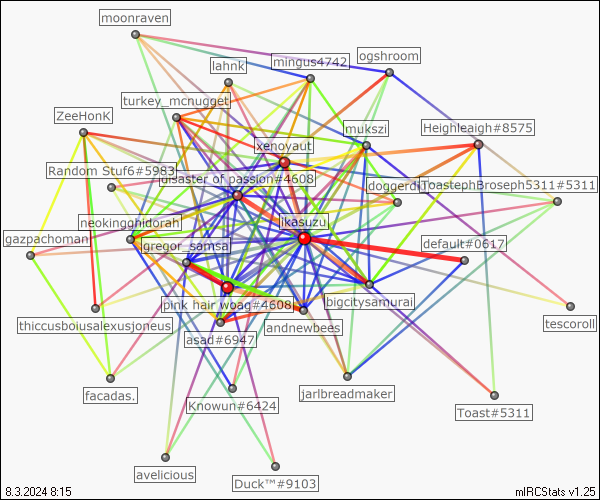 moonraven
ogshroom
lahnk
mingus4742
turkey_mcnugget
ZeeHonK
mukszi
Heighleaigh#8575
xenoyaut
Random Stuf6#5983
disaster of passion#4608
doggerdi
ToastephBroseph5311#5311
neokingghidorah
ikasuzu
gazpachoman
lgregor_samsa
default#0617
pink hair woag#4608
bigcitysamurai
thiccusboiusalexusjoneus
andnewbees
tescoroll
asad#6947
facadas.
jarlbreadmaker
Knowun#6424
Toast#5311
avelicious
Duck™#9103
8.3.2024 8:15
mIRCStats v1.25